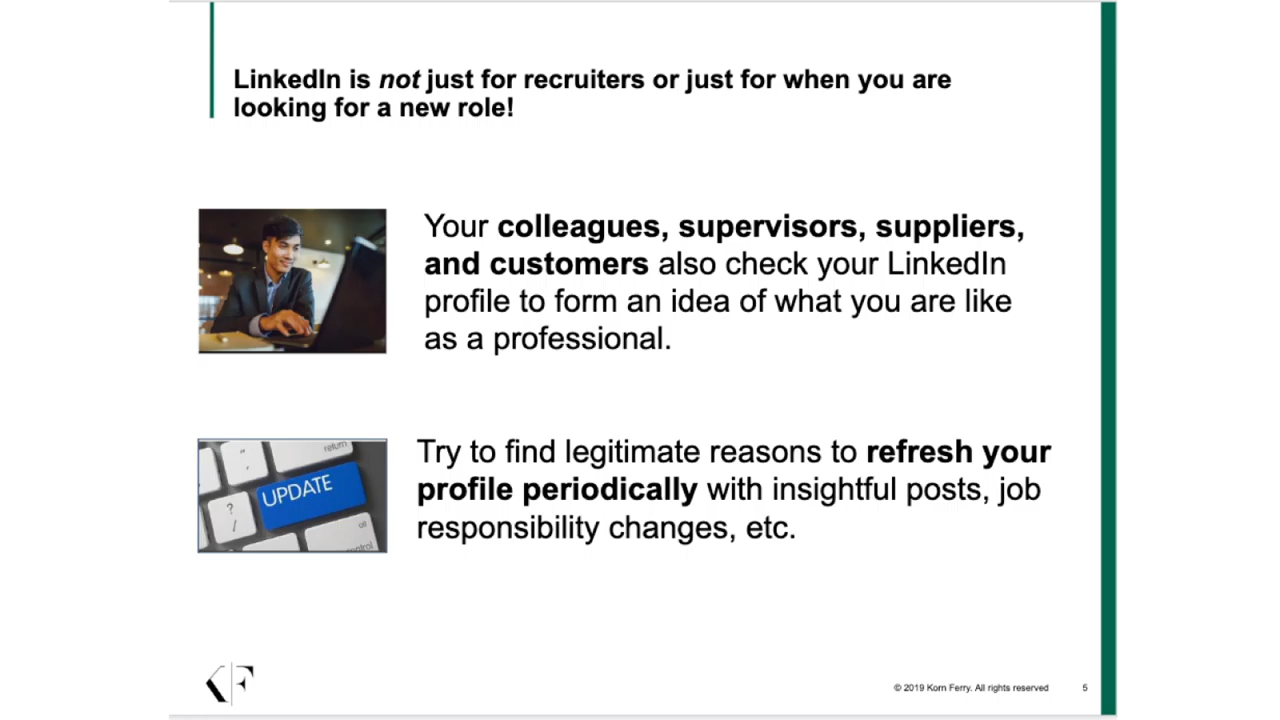 LinkedIn is not just for recruiters or just for when you are
looking for a new role!
Your colleagues, supervisors, suppliers,
and customers also check your LinkedIn
profile to form an idea of what you are like
as a professional.
return
"
,
UPDATE
?
/
alt
control
Try to find legitimate reasons to refresh your
profile periodically with insightful posts, job
responsibility changes, etc.
KF
© 2019 Korn Ferry. All rights reserved
5